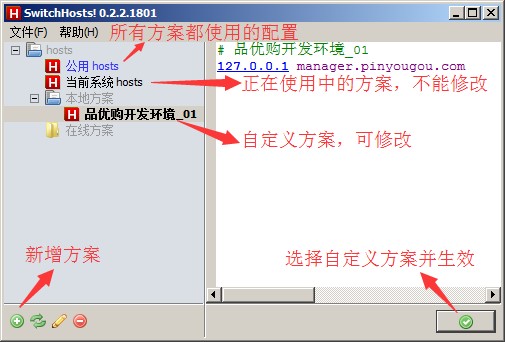 SwitchHosts! 0.2.2.1801
文件(F) 帮助(H) 所有方案都使用的配置
hosts
公用 hosts
当前系统 hosts
本地方案
品优购开发环境_01
在线方案
# 品优购开发环境_01
127.0.0.1 manager.pinyougou.com
正在使用中的方案，不能修改
自定义方案，可修改
新增方案
选择自定义方案并生效